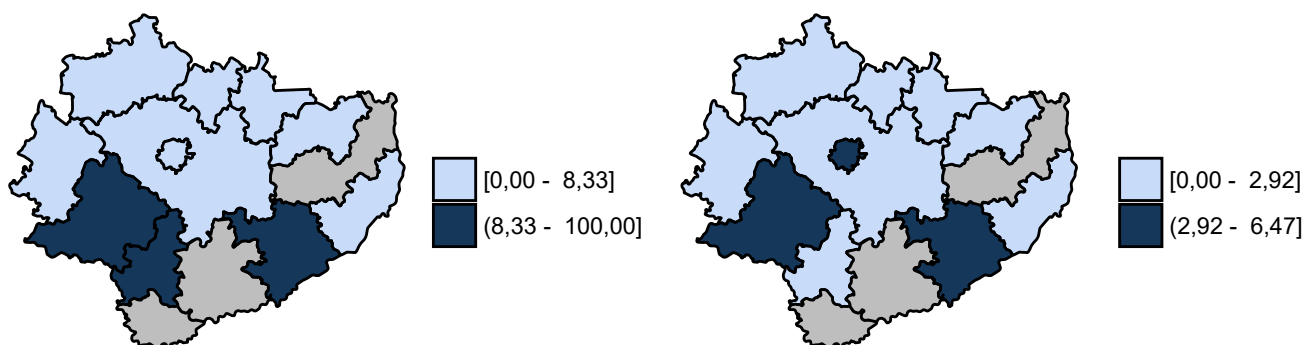 [0,00 -  8,33]
(8,33 -  100,00]
[0,00 -  2,92]
(2,92 -  6,47]